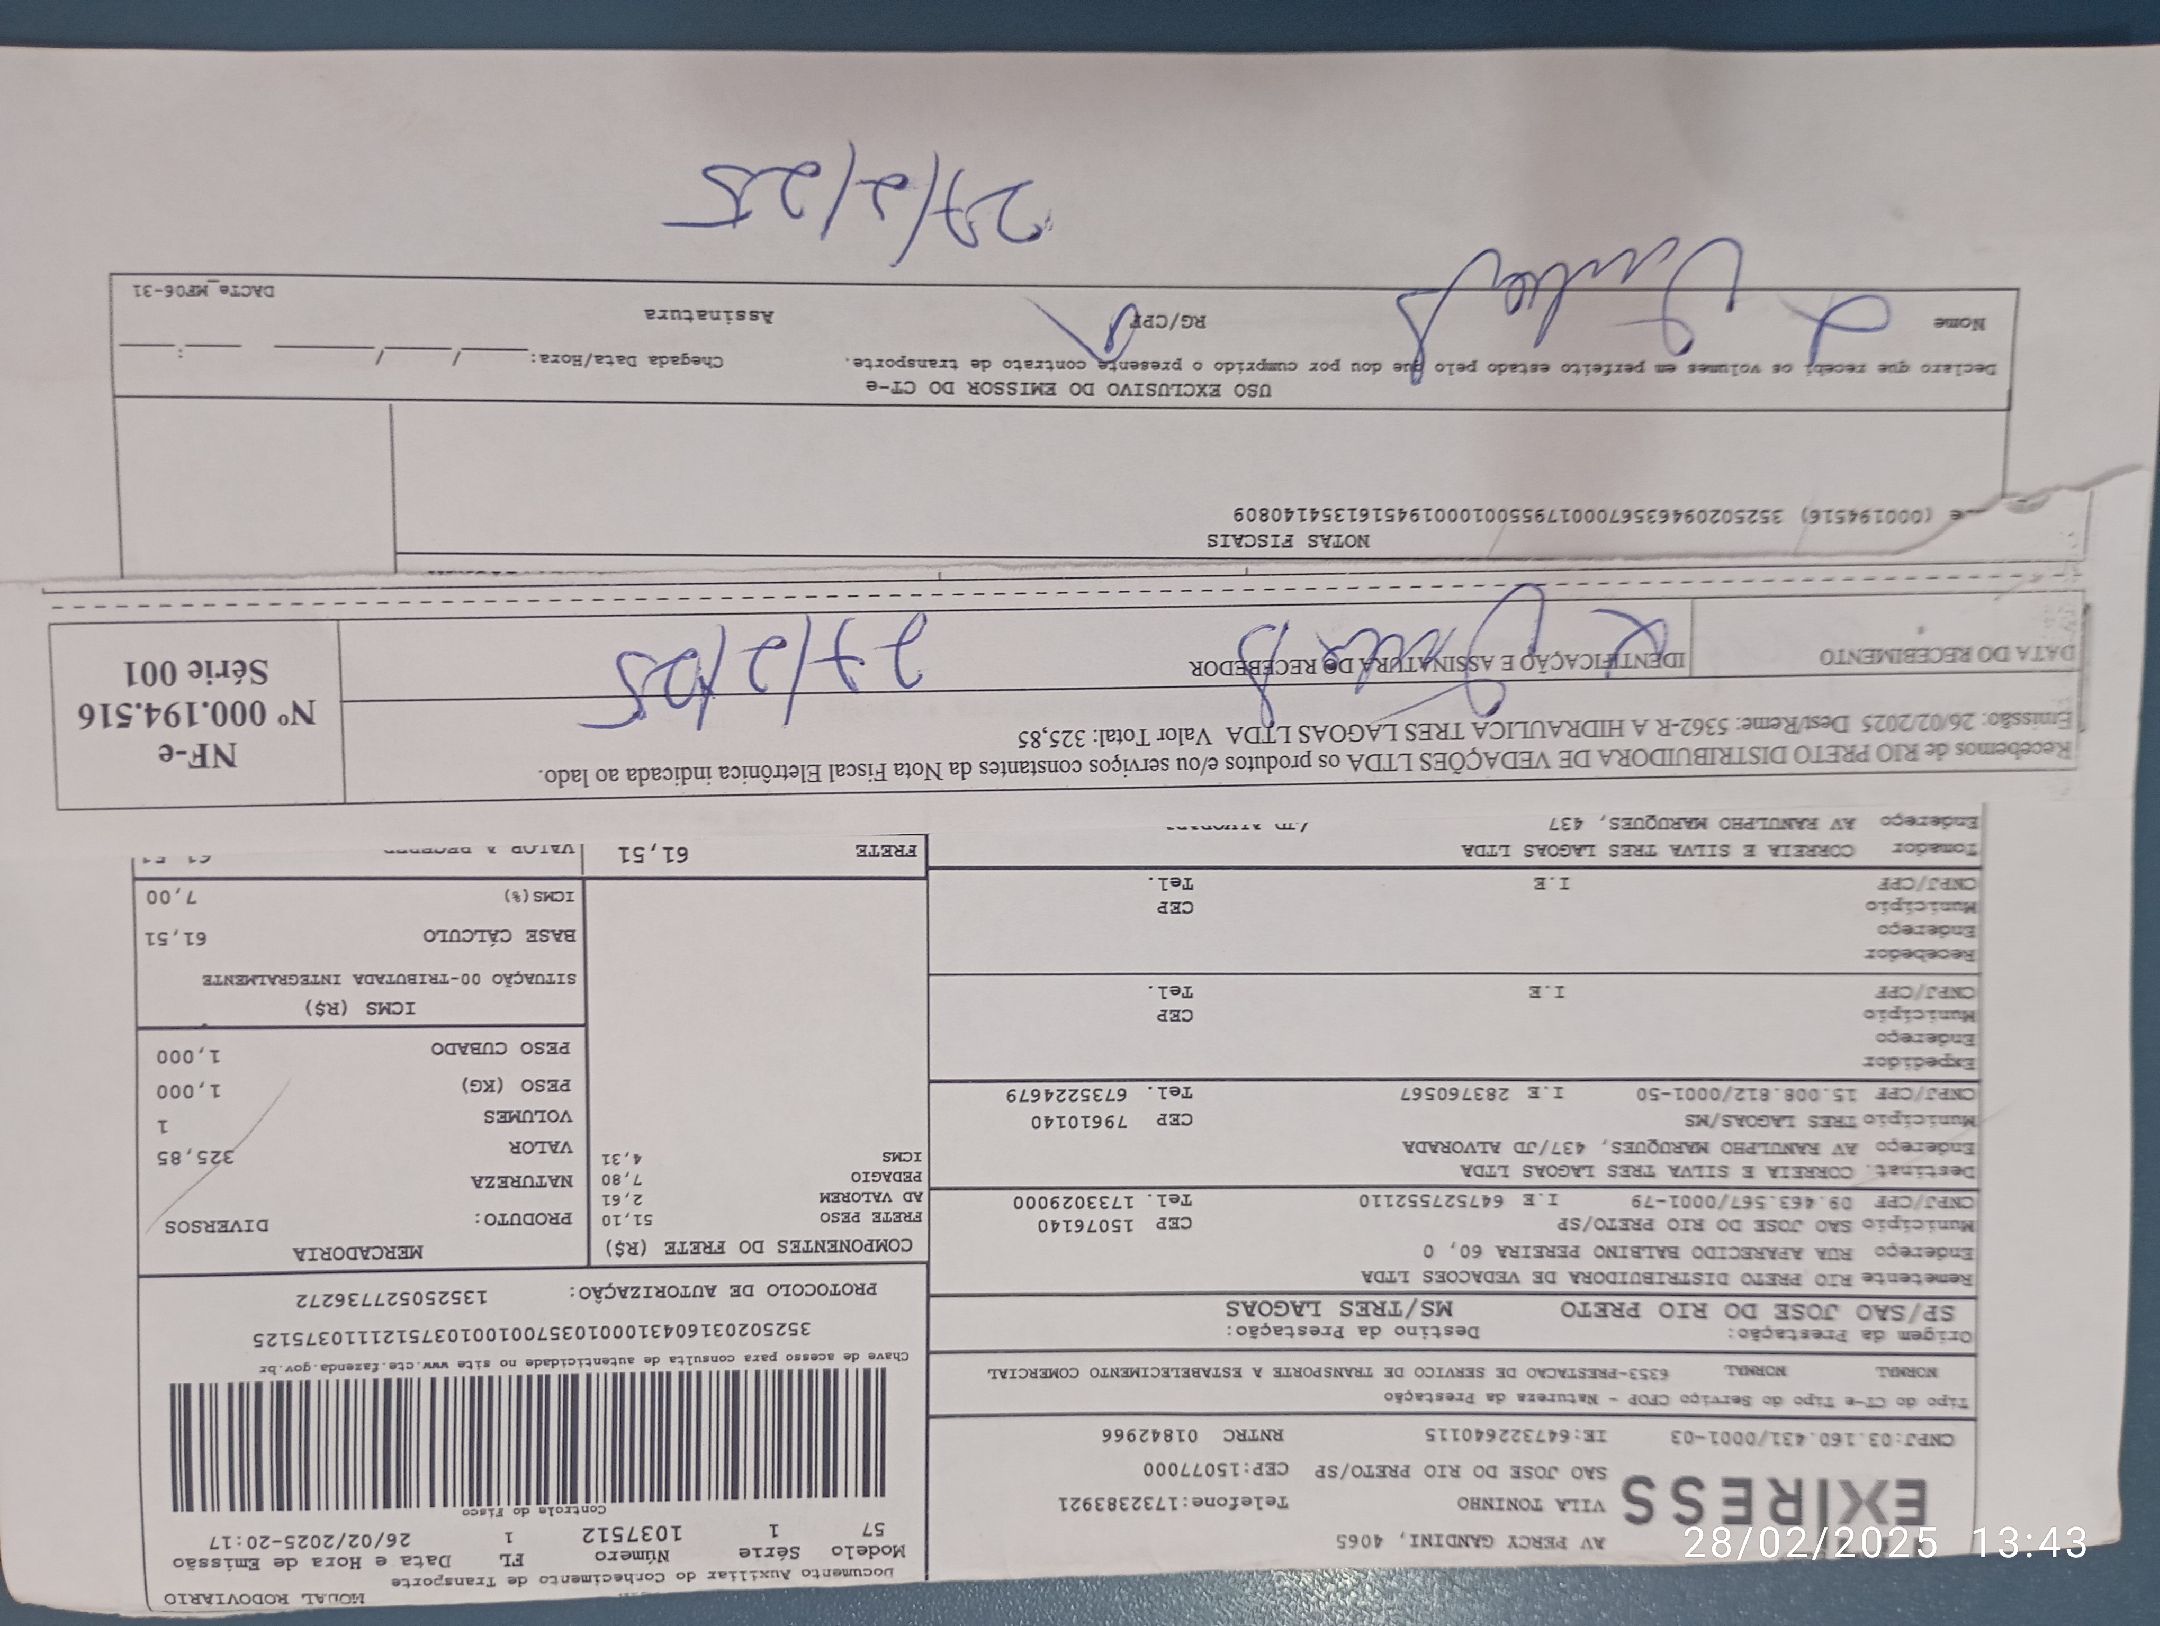 MODAL RODOVIARIO
Documento Auxiliar do Conhecimento de Transporte
Modelo Série Número FL Data e Hora de Emissão
57 1 1037512 1 26/02/2025-20:17
Controle do Fisco
AV PERCY GANDINI, 4065
VILA TONINHO Telefone:1732383921
SAO JOSE DO RIO PRETO/SP CEP:15077000
CNPJ:03.160.431/0001-03 IE:647322640115 RNTRC 01842966
Tipo do CT-e Tipo do Serviço CFOP - Natureza da Prestação
NORMAL NORMAL 6353-PRESTACAO DE SERVICO DE TRANSPORTE A ESTABELECIMENTO COMERCIAL
Chave de acesso para consulta de autenticidade no site www.cte.fazenda.gov.br
352502031604310001035700100103751211110375125
PROTOCOLO DE AUTORIZAÇÃO: 135250527736272
Origem da Prestação: Destino da Prestação:
SP/SAO JOSE DO RIO PRETO MS/TRES LAGOAS
Remetente RIO PRETO DISTRIBUIDORA DE VEDACOES LTDA
Endereço RUA APARECIDO BALBINO PEREIRA 60, 0
Município SAO JOSE DO RIO PRETO/SP CEP 15076140
CNPJ/CPF 09.463.567/0001-79 I.E 647527552110 Tel. 1733029000
Destinat. CORREIA E SILVA TRES LAGOAS LTDA
Endereço AV RANULPHO MARUQUES, 437/JD ALVORADA
Município TRES LAGOAS/MS CEP 79610140
CNPJ/CPF 15.008.812/0001-50 I.E 283760567 Tel. 6735224679
Expedidor
Endereço
Município CEP
CNPJ/CPF I.E Tel.
Recebedor
Endereço
Município CEP
CNPJ/CPF I.E Tel.
Tomador CORREIA E SILVA TRES LAGOAS LTDA
Endereço AV RANULPHO MARUQUES, 437
COMPONENTES DO FRETE (R$)
FRETE PESO 51,10
AD VALOREM 2,61
PEDAGIO 7,80
ICMS 4,31
FRETE 61,51
MERCADORIA
PRODUTO: DIVERSOS
NATUREZA
VALOR 325,85
VOLUMES 1
PESO (KG) 1,000
PESO CUBADO 1,000
ICMS (R$)
SITUAÇÃO 00-TRIBUTADA INTEGRALMENTE
BASE CÁLCULO 61,51
ICMS(%) 7,00
VALOR A RECEBER 61,51
Recebemos de RIO PRETO DISTRIBUIDORA DE VEDAÇÕES LTDA os produtos e/ou serviços constantes da Nota Fiscal Eletrônica indicada ao lado.
Emissão: 26/02/2025 Dest/Reme: 5362-R A HIDRAULICA TRES LAGOAS LTDA Valor Total: 325,85
27/2/25
DATA DO RECEBIMENTO IDENTIFICAÇÃO E ASSINATURA DO RECEBEDOR
NF-e
Nº 000.194.516
Série 001
NOTAS FISCAIS
(000194516) 35250209463567000179550010001945161354140809
USO EXCLUSIVO DO EMISSOR DO CT-e
Declaro que recebi os volumes em perfeito estado pelo que dou por cumprido o presente contrato de transporte.
Chegada Data/Hora: ____/____/____ ____:____
Nome RG/CPF Assinatura
DACTe_MF06-31
27/2/25
28/02/2025 13:43